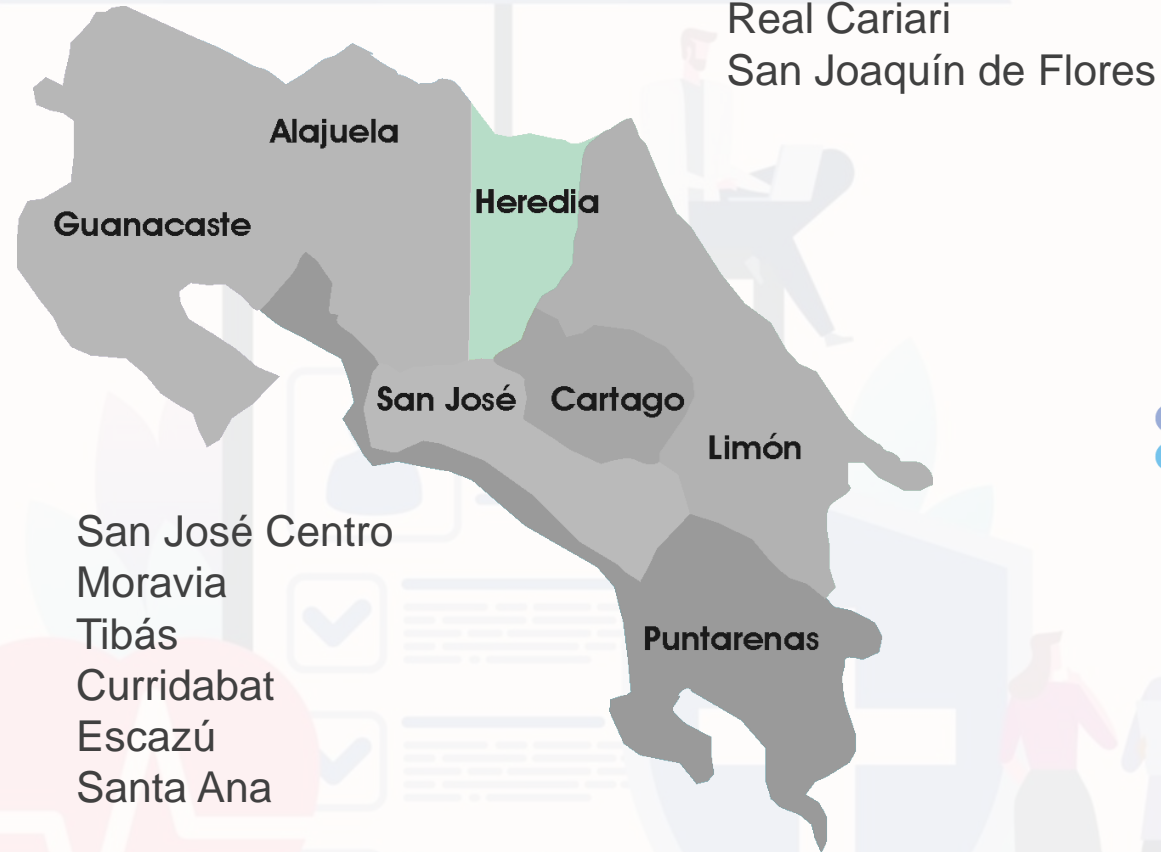 Real Cariari
San Joaquín de Flores
Alajuela
Heredia
Guanacaste
San José
Cartago
Limón
San José Centro
Moravia
Tibás
Curridabat
Escazú
Santa Ana
Puntarenas